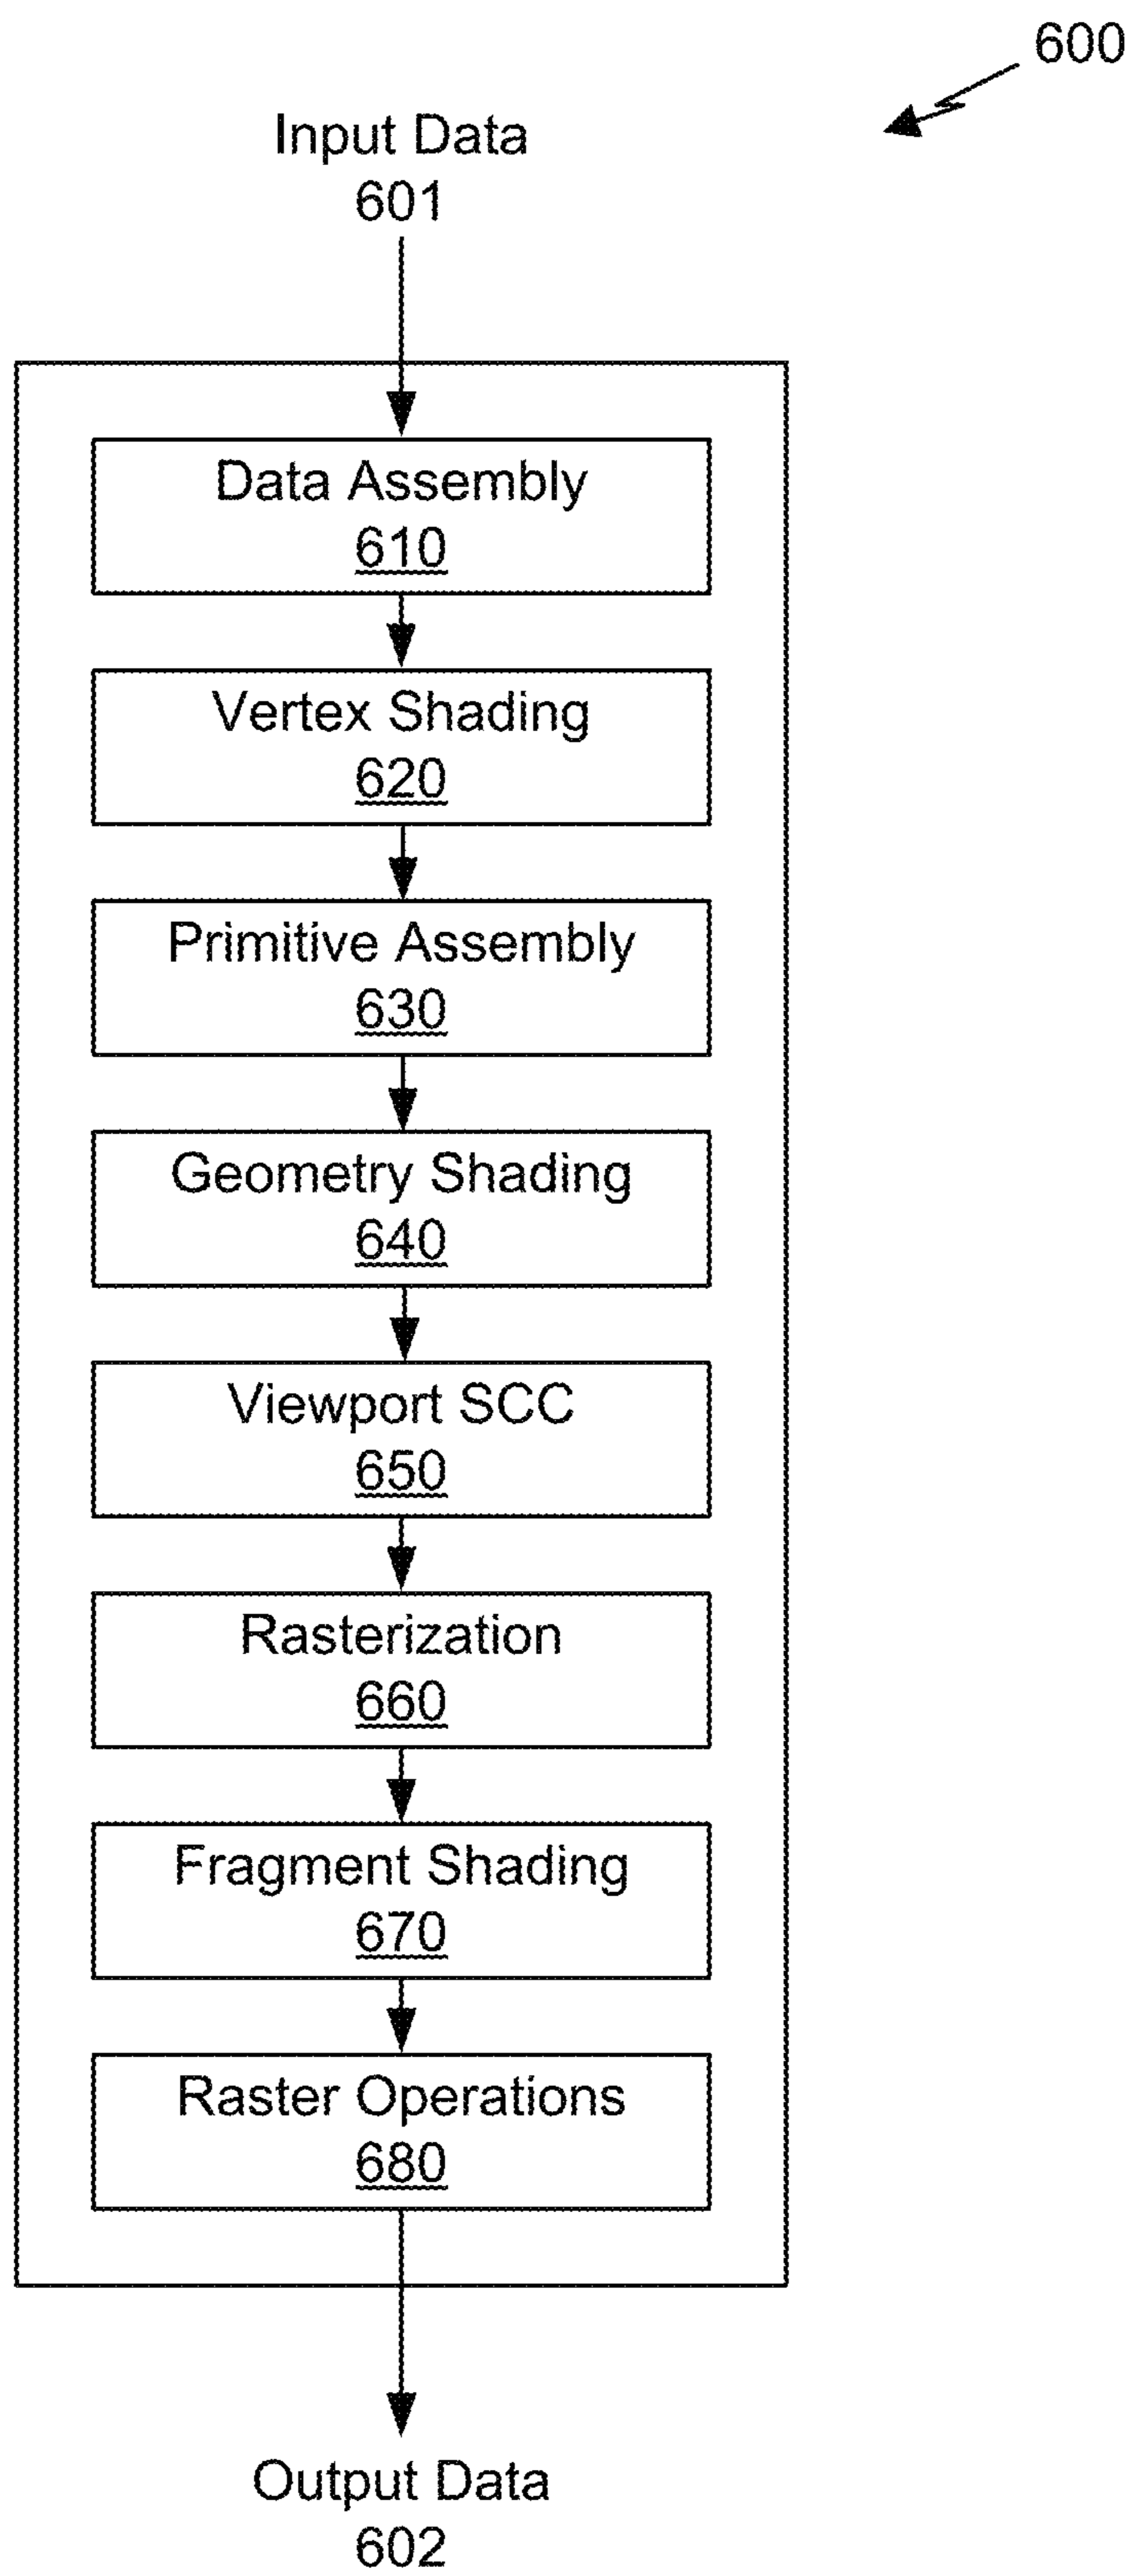 600
Input Data
601
Data Assembly
610
Vertex Shading
620
Primitive Assembly
630
Geometry Shading
640
Viewport SCC
650
Rasterization
660
Fragment Shading
670
Raster Operations
680
Output Data
602